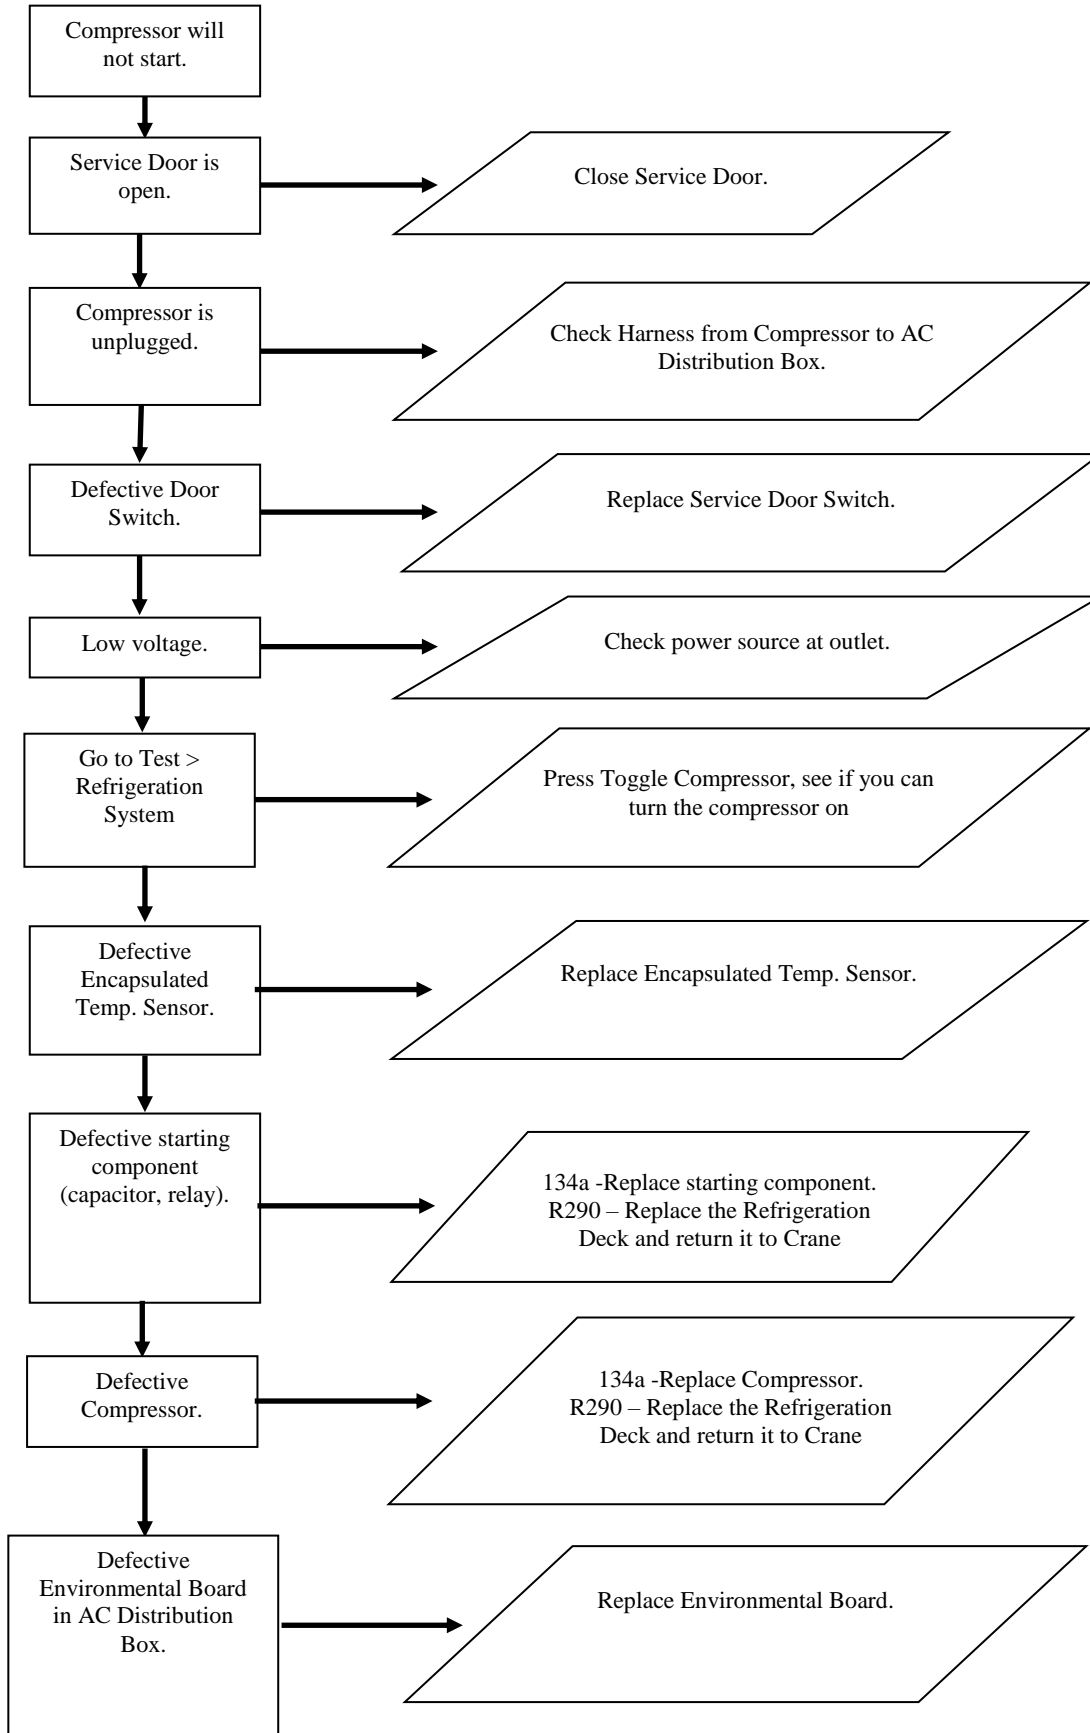 Compressor will
not start.
Service Door is
open.
Close Service Door.
Compressor is
unplugged.
Check Harness from Compressor to AC
Distribution Box.
Defective Door
Switch.
Replace Service Door Switch.
Low voltage.
Check power source at outlet.
Go to Test >
Refrigeration
System
Press Toggle Compressor, see if you can
turn the compressor on
Defective
Encapsulated
Temp. Sensor.
Replace Encapsulated Temp. Sensor.
Defective starting
component
(capacitor, relay).
134a -Replace starting component.
R290 – Replace the Refrigeration
Deck and return it to Crane
Defective
Compressor.
134a -Replace Compressor.
R290 – Replace the Refrigeration
Deck and return it to Crane
Defective
Environmental Board
in AC Distribution
Box.
Replace Environmental Board.